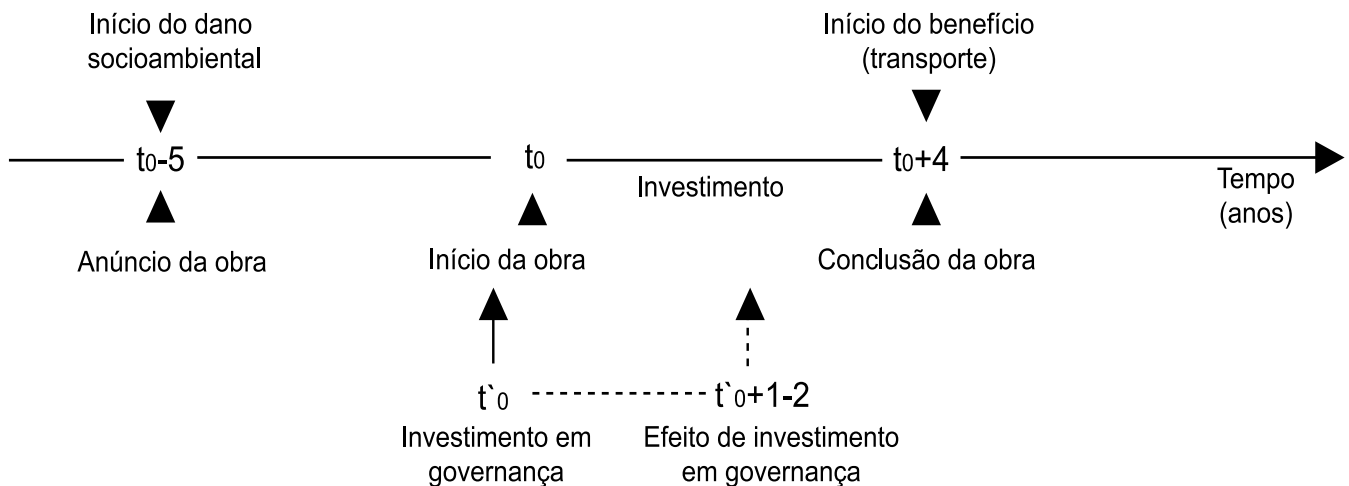 Início do dano
socioambiental
Início do benefício
(transporte)
t0-5
t0
t0+4
Investimento
Tempo
(anos)
Anúncio da obra
Início da obra
Conclusão da obra
t`0
t`0+1-2
Investimento em
governança
Efeito de investimento
em governança